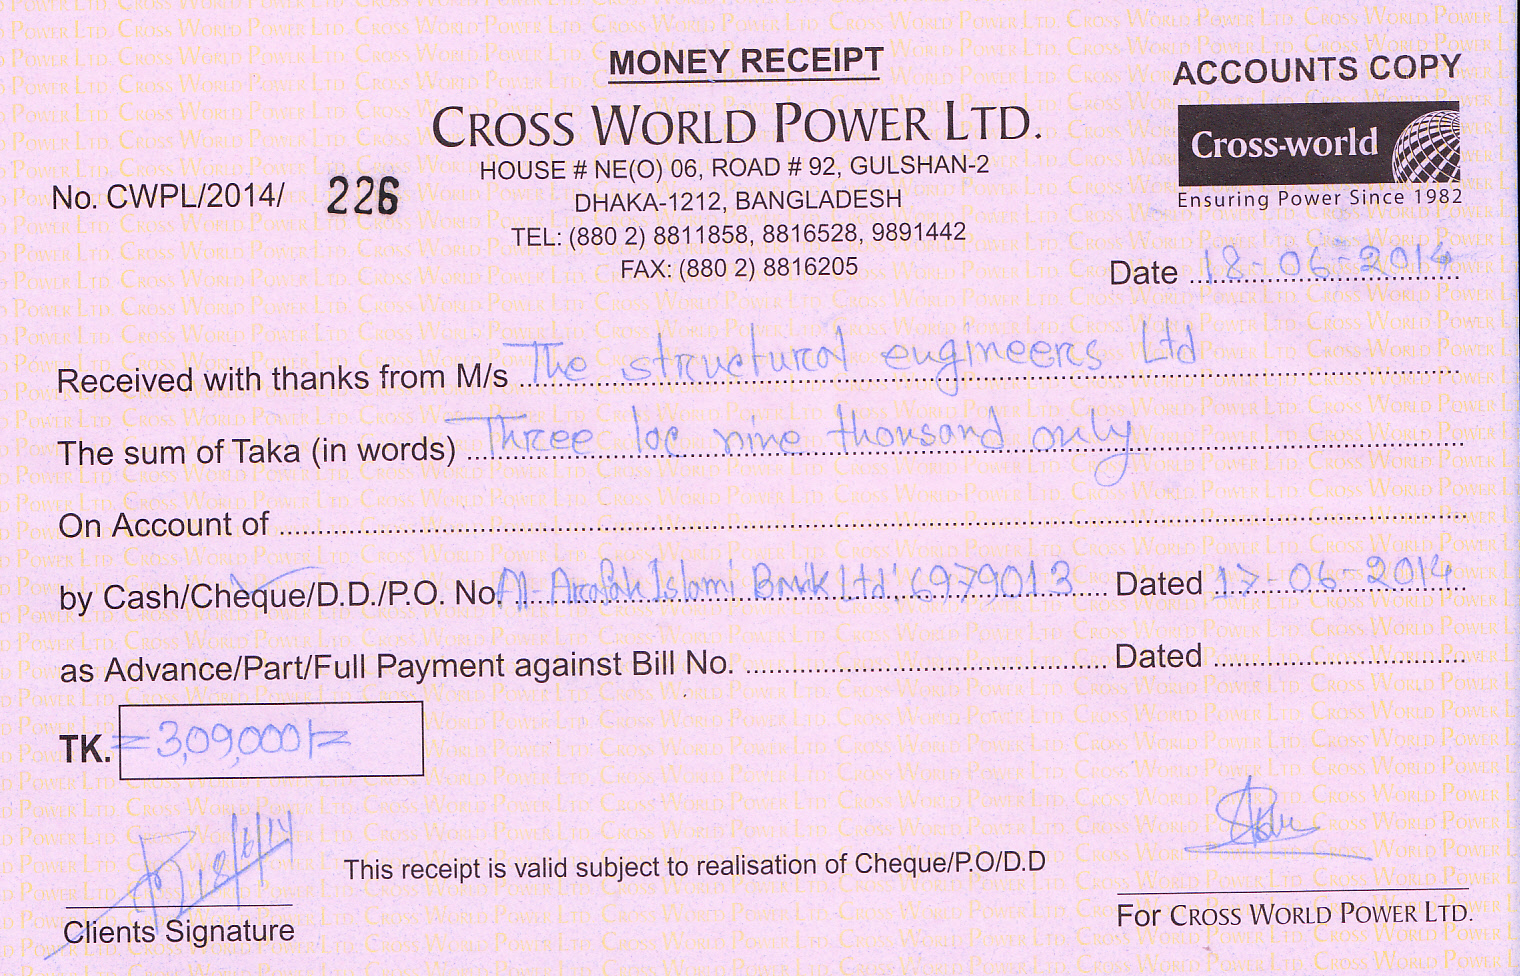 MONEY RECEIPT
ACCOUNTS COPY
CROSS WORLD POWER LTD.
Cross-world
Ensuring Power Since 1982
HOUSE # NE(O) 06, ROAD # 92, GULSHAN-2
DHAKA-1212, BANGLADESH
TEL: (880 2) 8811858, 8816528, 9891442
FAX: (880 2) 8816205
No. CWPL/2014/ 226
Date 18-06-2014
Received with thanks from M/s The structural engineers Ltd
The sum of Taka (in words) Three lac nine thousand only
On Account of
by Cash/Cheque/D.D./P.O. No. Al-Arafah Islami Bank Ltd 6979013 Dated 17-06-2014
as Advance/Part/Full Payment against Bill No. Dated
TK. =3,09,000/=
18/6/14
Clients Signature
This receipt is valid subject to realisation of Cheque/P.O/D.D
For CROSS WORLD POWER LTD.